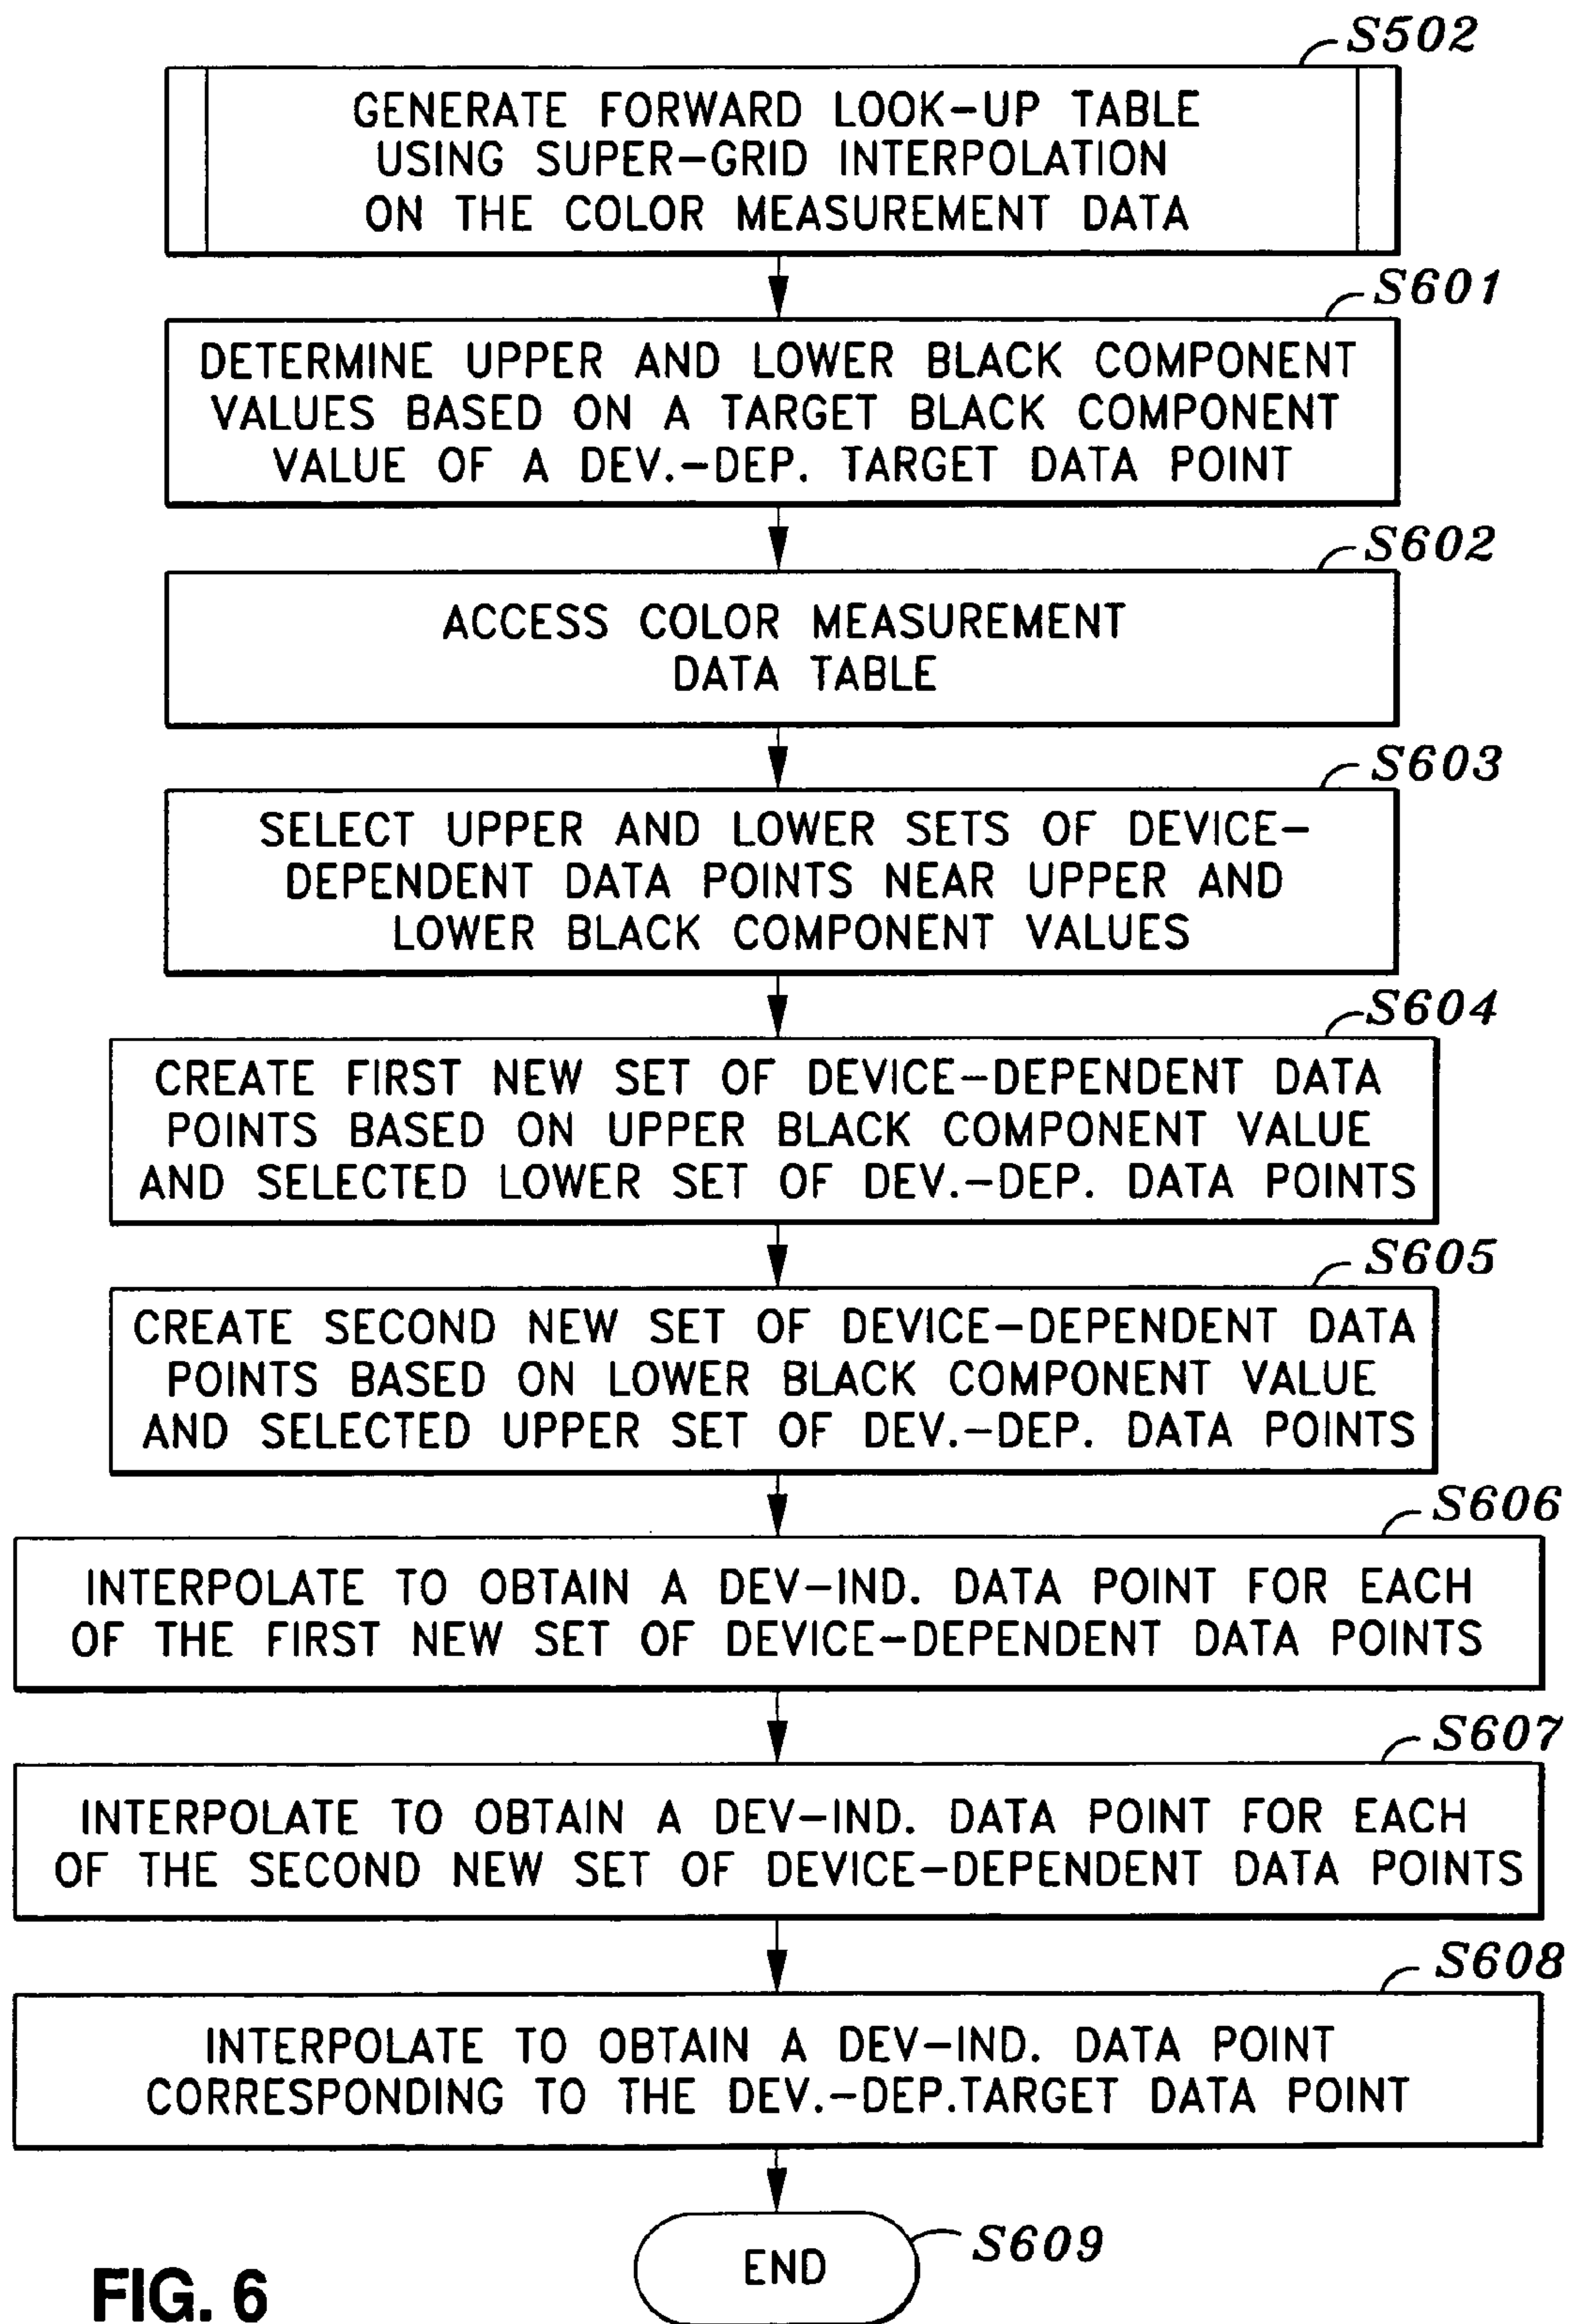 S502
GENERATE FORWARD LOOK-UP TABLE
USING SUPER-GRID INTERPOLATION
ON THE COLOR MEASUREMENT DATA
S601
DETERMINE UPPER AND LOWER BLACK COMPONENT
VALUES BASED ON A TARGET BLACK COMPONENT
VALUE OF A DEV.-DEP. TARGET DATA POINT
S602
ACCESS COLOR MEASUREMENT
DATA TABLE
S603
SELECT UPPER AND LOWER SETS OF DEVICE-
DEPENDENT DATA POINTS NEAR UPPER AND
LOWER BLACK COMPONENT VALUES
S604
CREATE FIRST NEW SET OF DEVICE-DEPENDENT DATA
POINTS BASED ON UPPER BLACK COMPONENT VALUE
AND SELECTED LOWER SET OF DEV.-DEP. DATA POINTS
S605
CREATE SECOND NEW SET OF DEVICE-DEPENDENT DATA
POINTS BASED ON LOWER BLACK COMPONENT VALUE
AND SELECTED UPPER SET OF DEV.-DEP. DATA POINTS
S606
INTERPOLATE TO OBTAIN A DEV-IND. DATA POINT FOR EACH
OF THE FIRST NEW SET OF DEVICE-DEPENDENT DATA POINTS
S607
INTERPOLATE TO OBTAIN A DEV-IND. DATA POINT FOR EACH
OF THE SECOND NEW SET OF DEVICE-DEPENDENT DATA POINTS
S608
INTERPOLATE TO OBTAIN A DEV-IND. DATA POINT
CORRESPONDING TO THE DEV.-DEP.TARGET DATA POINT
END
S609
FIG. 6